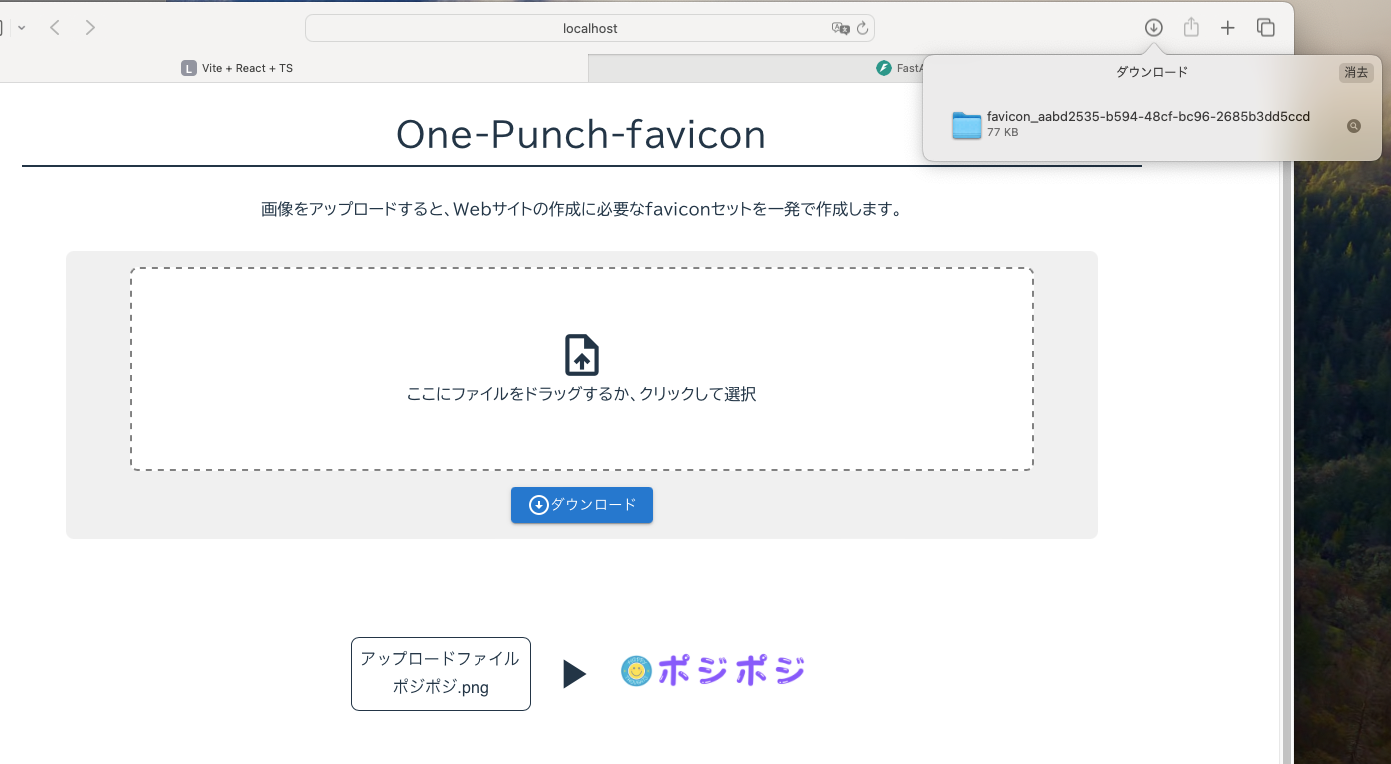 localhost
L Vite + React + TS
FastA
ダウンロード
消去
favicon_aabd2535-b594-48cf-bc96-2685b3dd5ccd
77 KB
One-Punch-favicon
画像をアップロードすると、Webサイトの作成に必要なfaviconセットを一発で作成します。
ここにファイルをドラッグするか、クリックして選択
ダウンロード
アップロードファイル
ポジポジ.png
ポジポジ